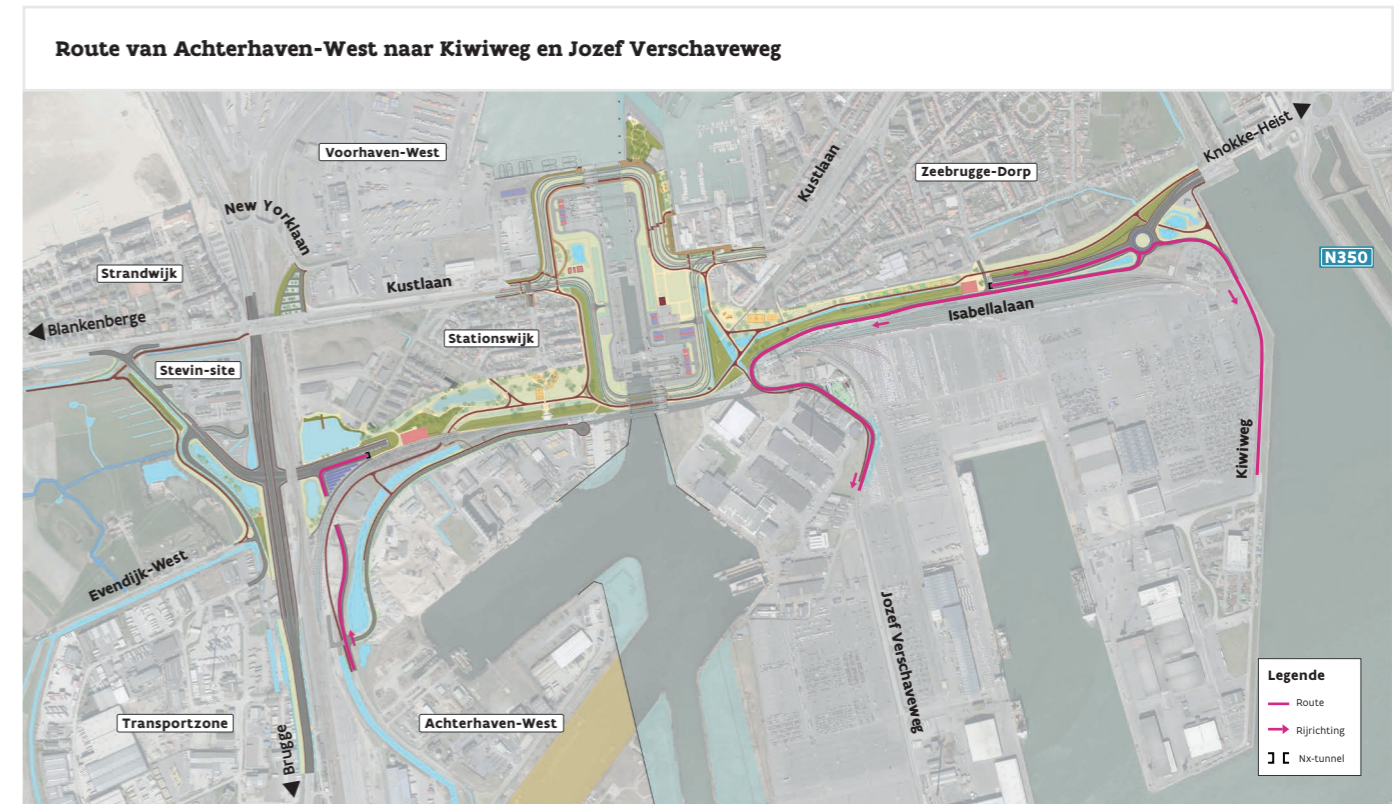 Route van Achterhaven-West naar Kiwiweg en Jozef Verschaveweg
Knokke-Heist
Voorhaven-West
Kustlaan
Zeebrugge-Dorp
New Yorklaan
N350
Strandwijk
Kustlaan
Isabellalaan
Blankenberge
Stationswijk
Stevin-site
Kiwiweg
Evendijk-West
Jozef Verschaveweg
Transportzone
Achterhaven-West
Brugge
Legende
Route
Rijrichting
Nx-tunnel